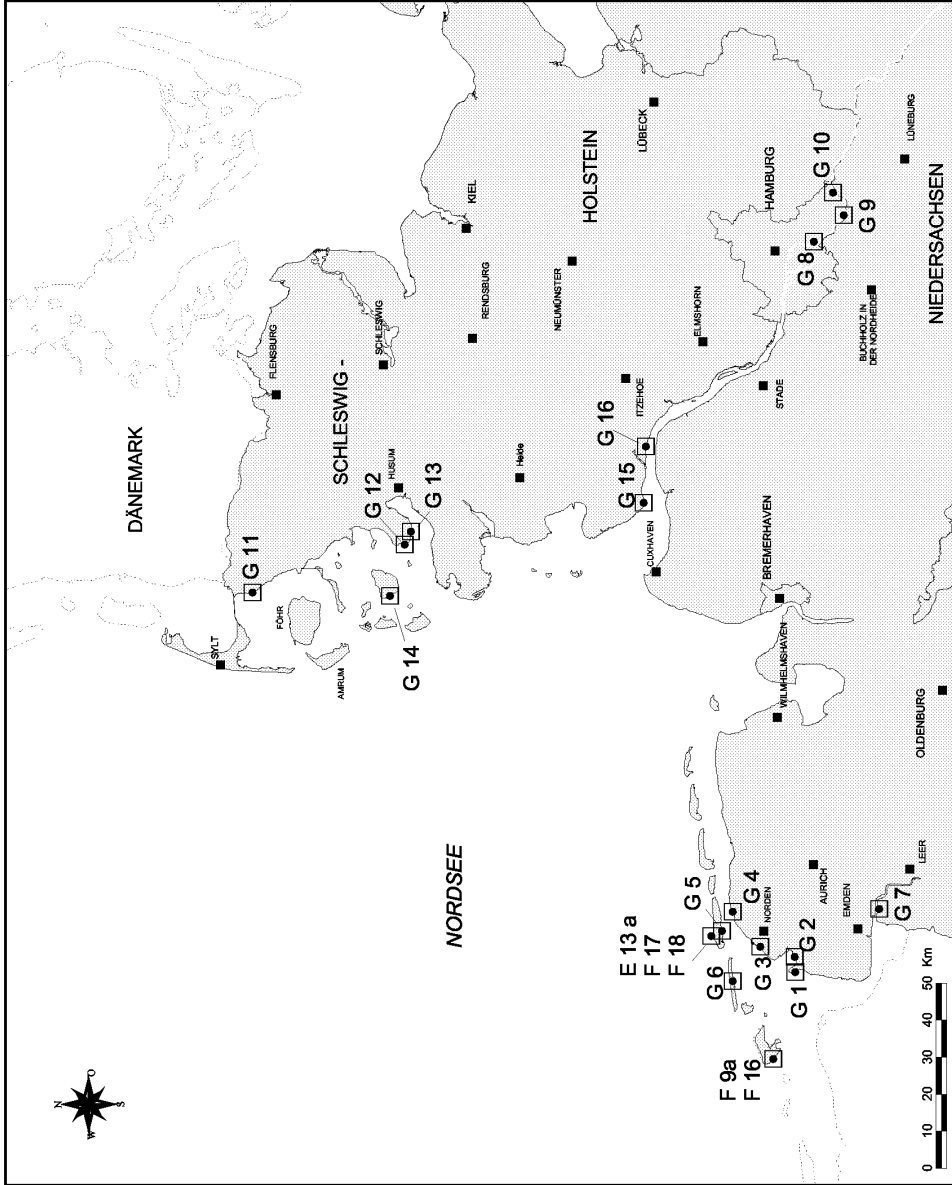 DÄNEMARK
SYLT
FLENSBURG
G 11
FÖHR
AMRUM
SCHLESWIG -
SCHLESWIG
G 12
HUSUM
G 13
G 14
KIEL
RENDSBURG
Heide
NEUMÜNSTER
HOLSTEIN
NORDSEE
LÜBECK
ITZEHOE
G 16
G 15
CUXHAVEN
ELMSHORN
HAMBURG
G 8
G 10
G 9
STADE
BREMERHAVEN
WILMHELMSHAVEN
BUCHHOLZ IN
DER NORDHEIDE
LÜNEBURG
NIEDERSACHSEN
OLDENBURG
E 13 a
F 17
F 18
G 5
G 4
G 6
G 3
NORDEN
G 2
G 1
AURICH
EMDEN
G 7
LEER
F 9a
F 16
N
W
O
S
0 10 20 30 40 50 Km